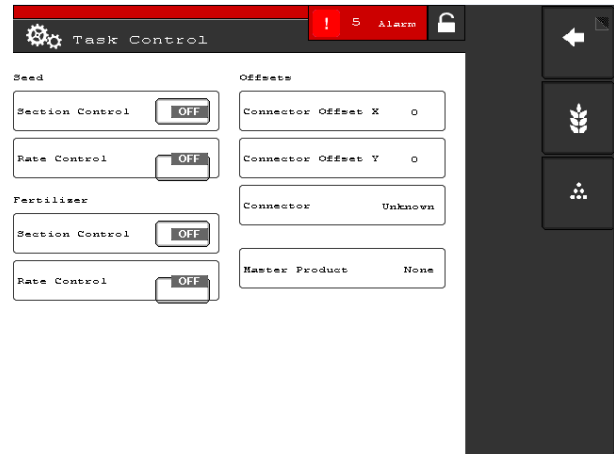 ! 5 Alarm
Task Control
Seed
Section Control OFF
Rate Control OFF
Fertiliser
Section Control OFF
Rate Control OFF
Offsets
Connector Offset X 0
Connector Offset Y 0
Connector Unknown
Master Product None